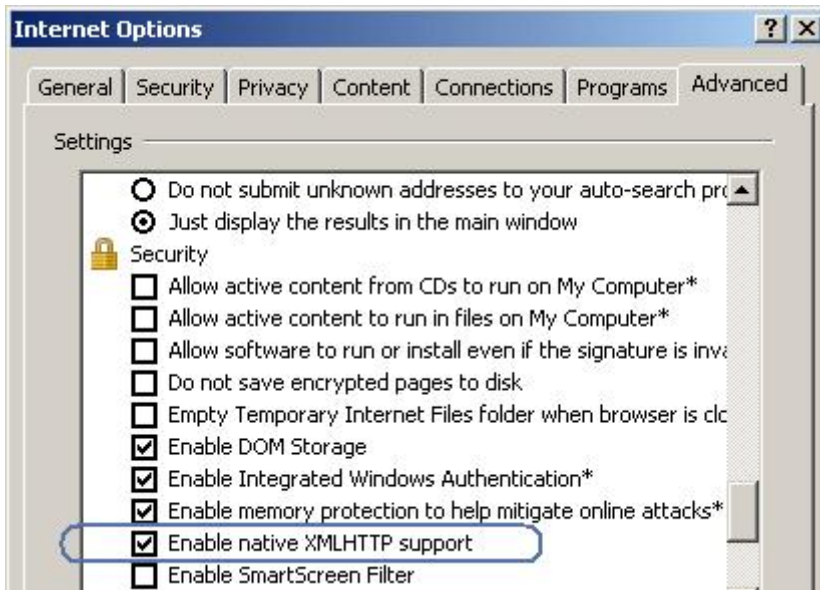 Internet Options
General Security Privacy Content Connections Programs Advanced
Settings
Do not submit unknown addresses to your auto-search
Just display the results in the main window
Security
Allow active content from CDs to run on My Computer*
Allow active content to run in files on My Computer*
Allow software to run or install even if the signature is
Do not save encrypted pages to disk
Empty Temporary Internet Files folder when browser is
Enable DOM Storage
Enable Integrated Windows Authentication*
Enable memory protection to help mitigate online attacks*
Enable native XMLHTTP support
Enable SmartScreen Filter